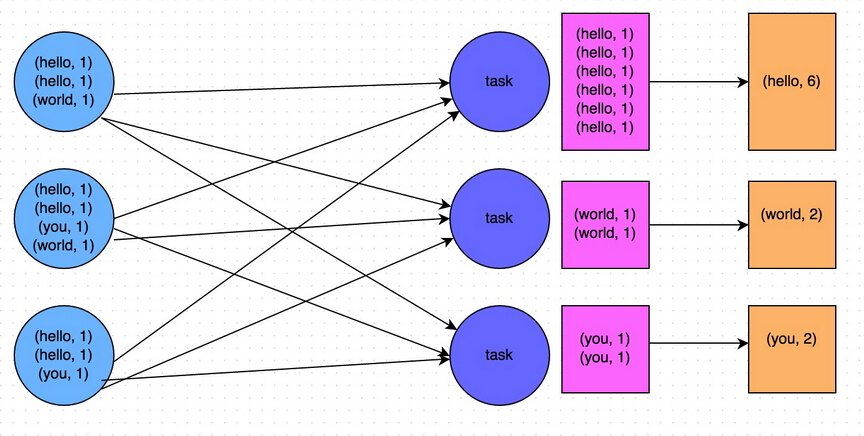 (hello, 1)
(hello, 1)
(world, 1)
task
(hello, 1)
(hello, 1)
(hello, 1)
(hello, 1)
(hello, 1)
(hello, 1)
(hello, 6)
(hello, 1)
(hello, 1)
(you, 1)
(world, 1)
task
(world, 1)
(world, 1)
(world, 2)
(hello, 1)
(hello, 1)
(you, 1)
task
(you, 1)
(you, 1)
(you, 2)